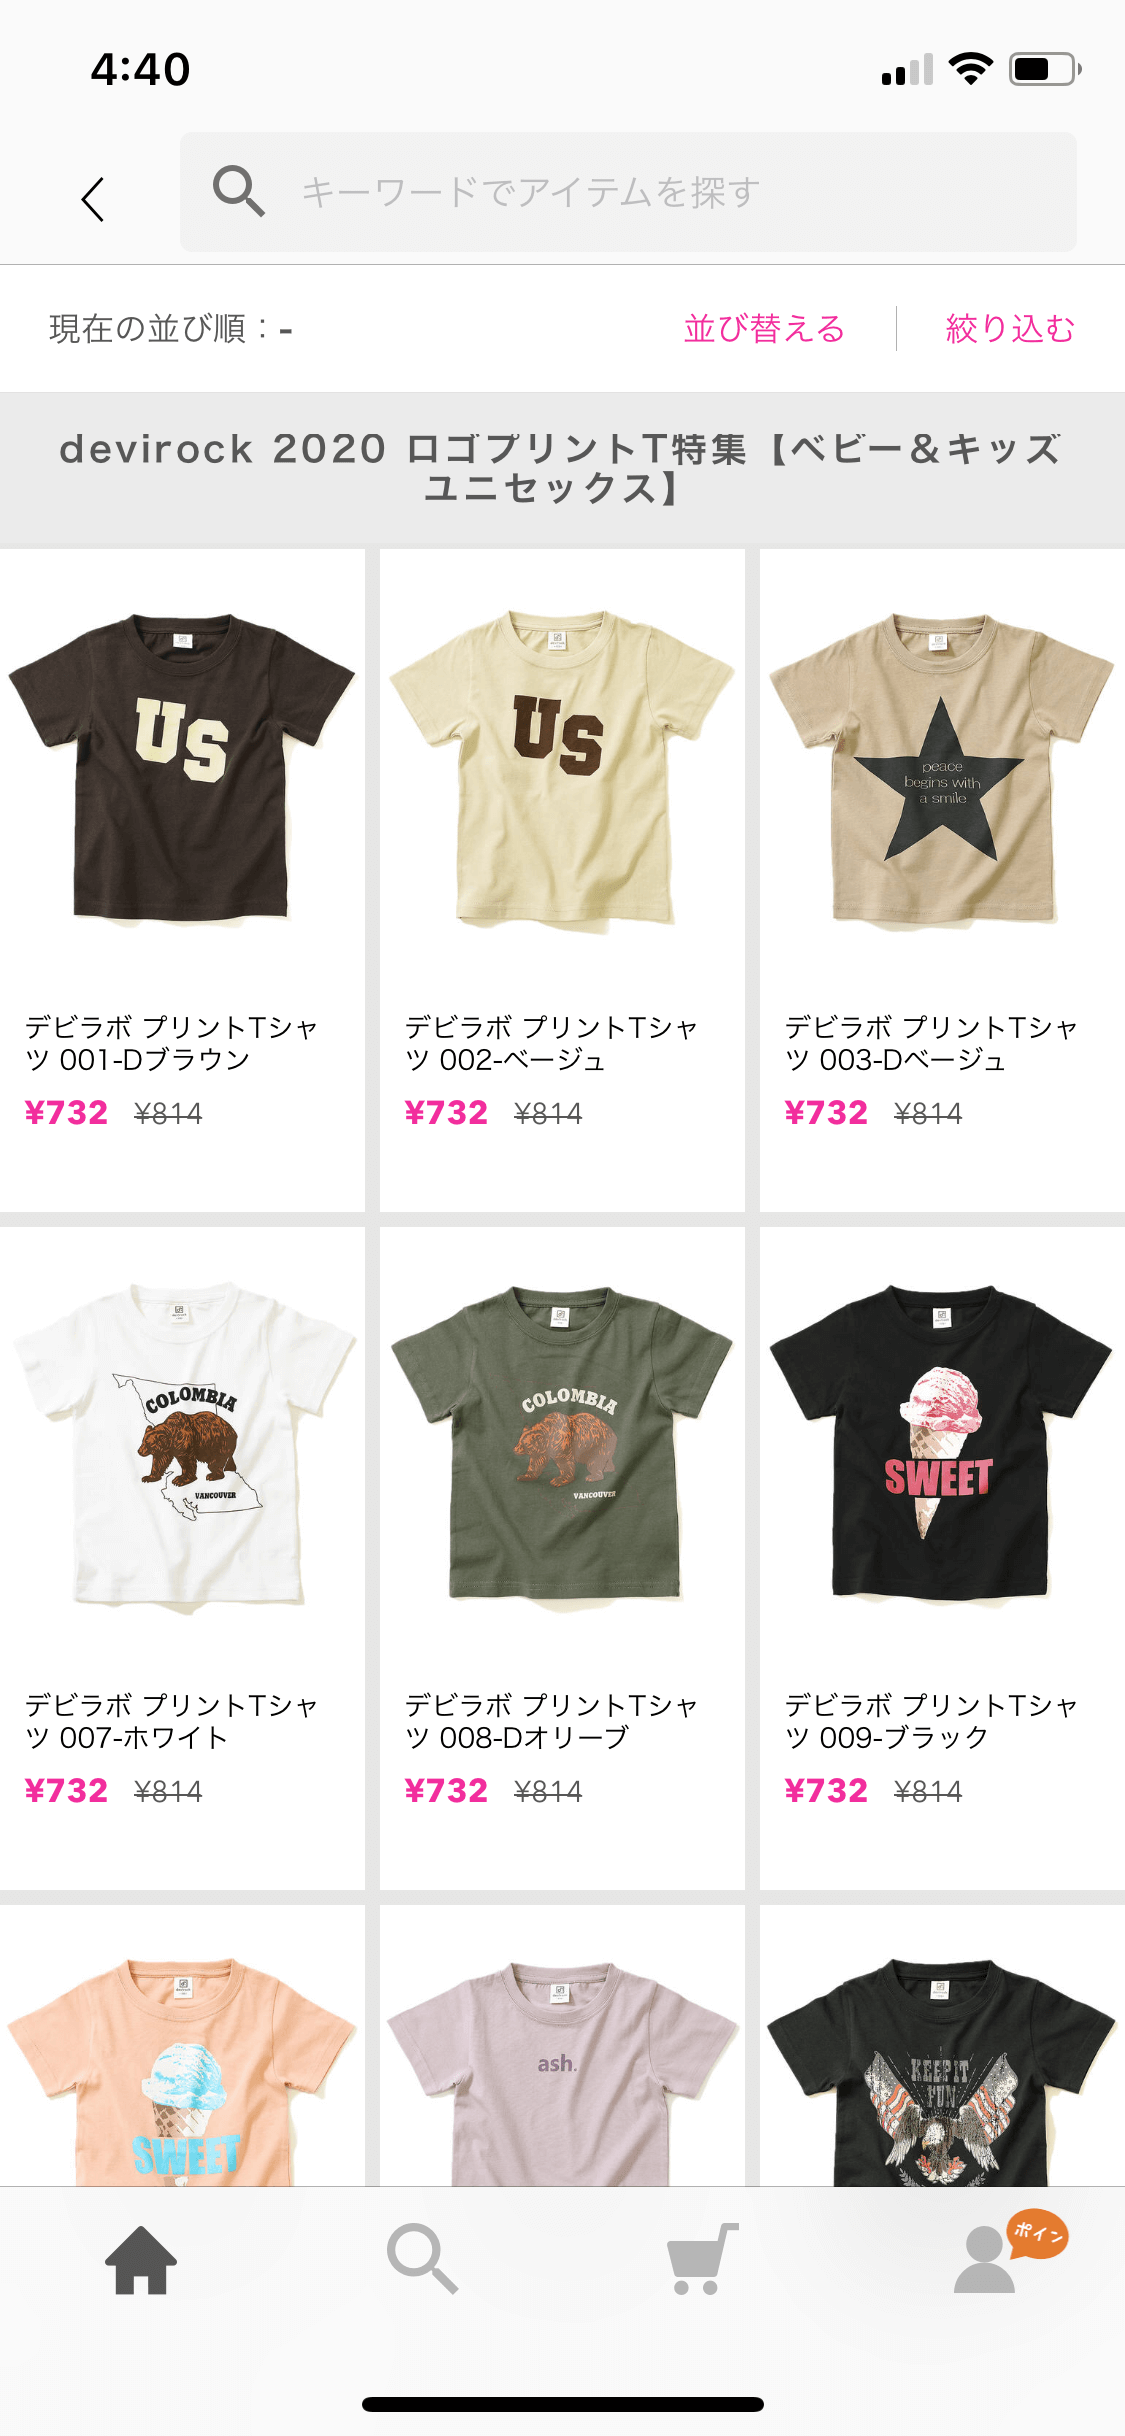 4:40
キーワードでアイテムを探す
現在の並び順：-
並び替える
絞り込む
devirock 2020 ロゴプリントT特集【ベビー＆キッズ
ユニセックス】
US
US
peace
begins with
a smile
デビラボ プリントTシャ
ツ 001-Dブラウン
¥732 ¥814
デビラボ プリントTシャ
ツ 002-ベージュ
¥732 ¥814
デビラボ プリントTシャ
ツ 003-Dベージュ
¥732 ¥814
COLOMBIA
VANCOUVER
COLOMBIA
VANCOUVER
SWEET
デビラボ プリントTシャ
ツ 007-ホワイト
¥732 ¥814
デビラボ プリントTシャ
ツ 008-Dオリーブ
¥732 ¥814
デビラボ プリントTシャ
ツ 009-ブラック
¥732 ¥814
SWEET
ash.
KEEP IT
FUN
ポイン